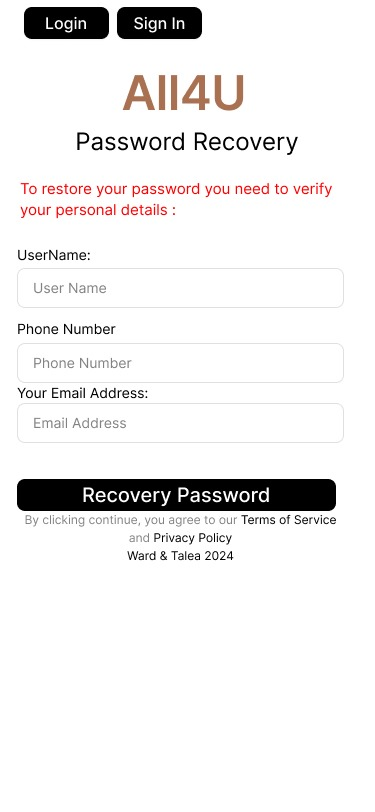 Login Sign In
All4U
Password Recovery
To restore your password you need to verify
your personal details :
UserName:
User Name
Phone Number
Phone Number
Your Email Address:
Email Address
Recovery Password
By clicking continue, you agree to our Terms of Service
and Privacy Policy
Ward & Talea 2024